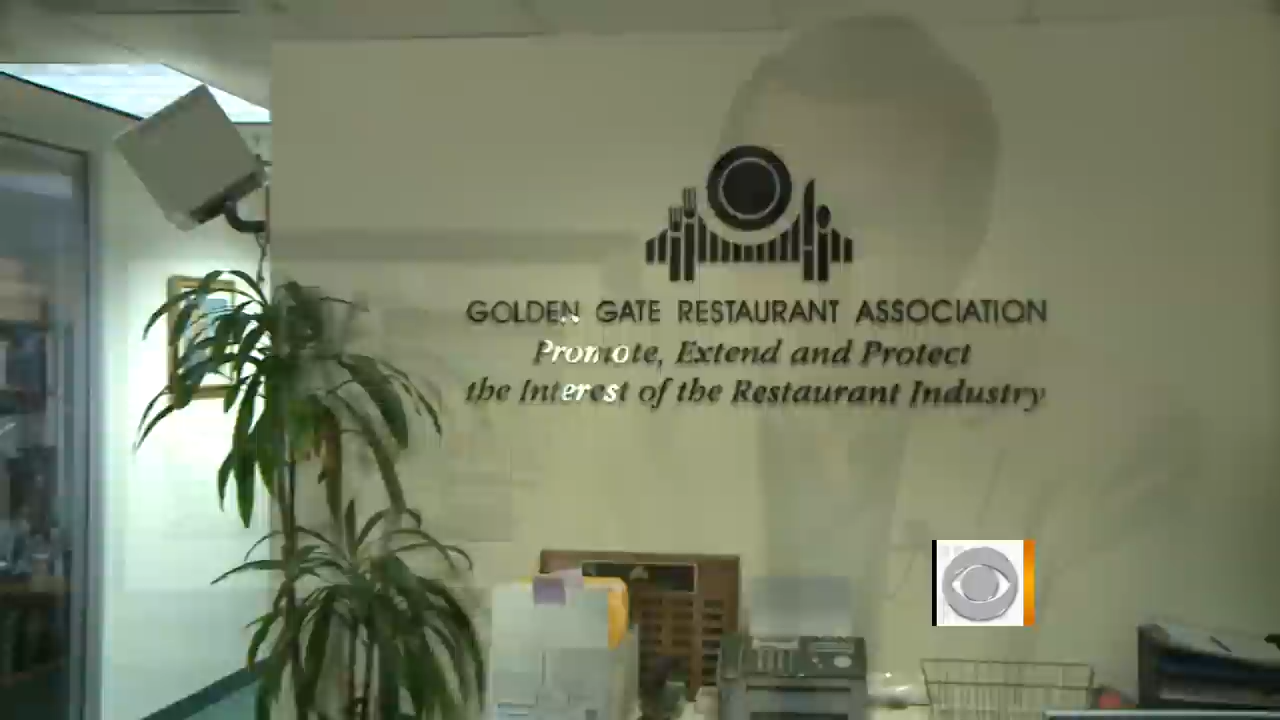 GOLDEN GATE RESTAURANT ASSOCIATION
Promote, Extend and Protect
the Interest of the Restaurant Industry